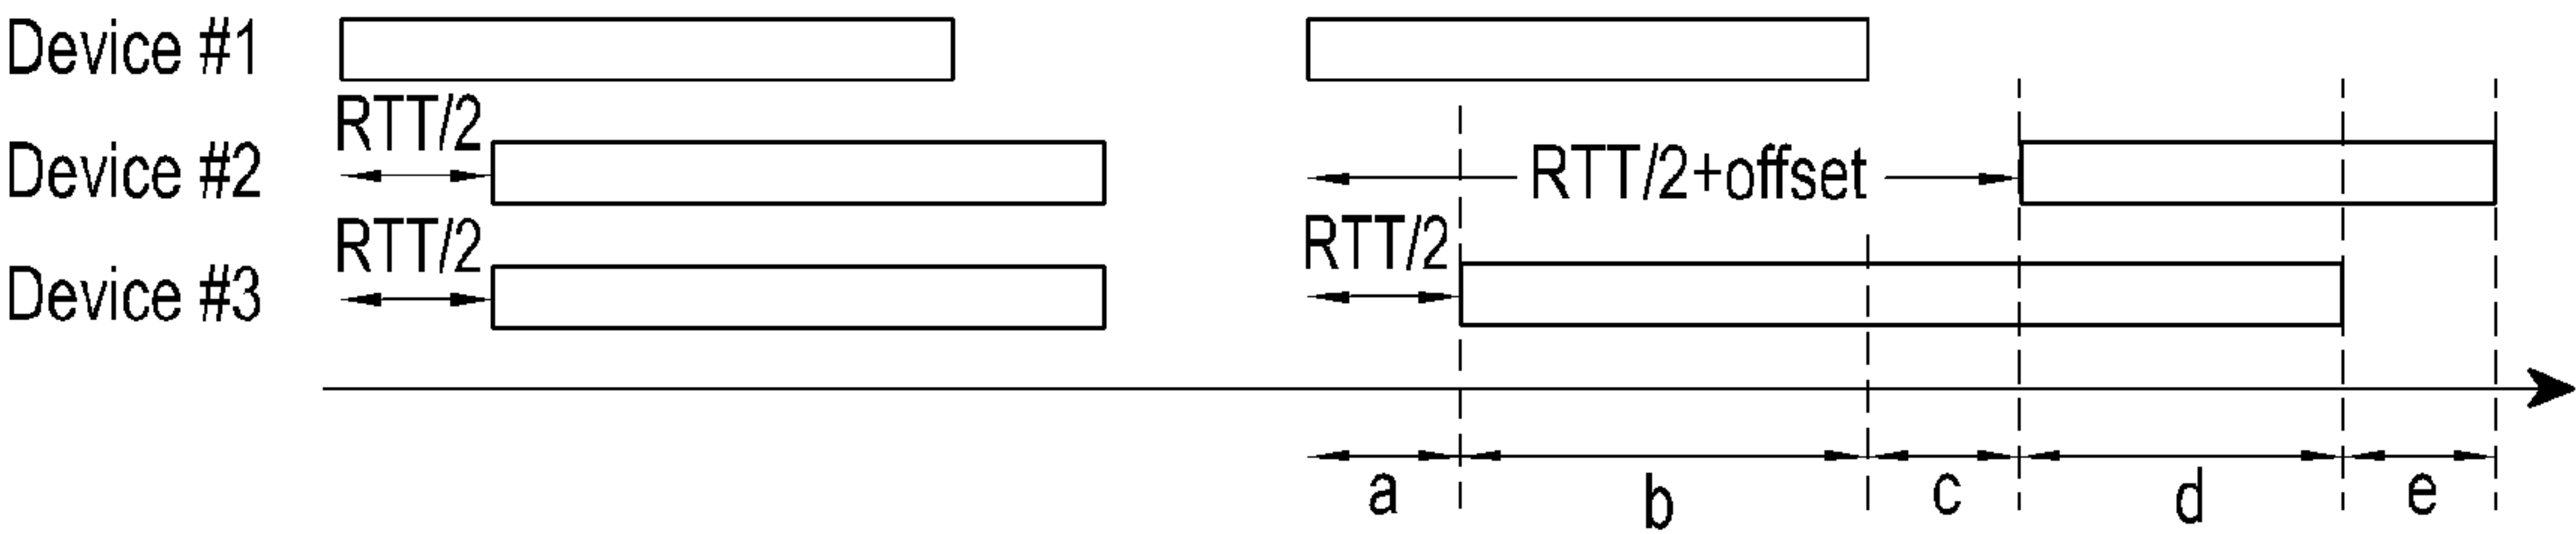 Device #1
RTT/2
Device #2
RTT/2+offset
RTT/2
RTT/2
Device #3
a
b
c
d
e